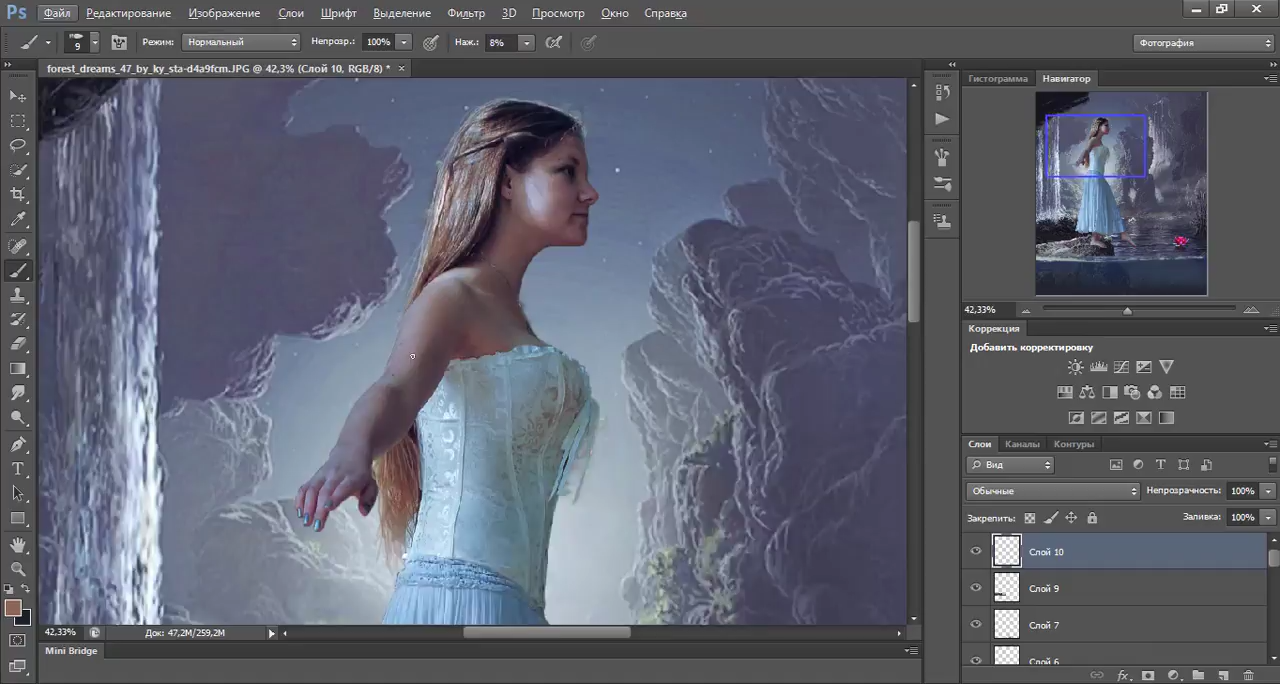 Ps Файл Редактирование Изображение Слои Шрифт Выделение Фильтр 3D Просмотр Окно Справка
9 Режим: Нормальный Непрозр.: 100% Наж.: 8% Фотография
forest_dreams_47_by_ky_sta-d4a9fcm.JPG @ 42,3% (Слой 10, RGB/8) *
Гистограмма Навигатор
42,33%
Коррекция
Добавить корректировку
Слои Каналы Контуры
Вид
Обычные Непрозрачность: 100%
Закрепить: Заливка: 100%
Слой 10
Слой 9
Слой 7
Слой 6
42,33% Док: 47,2M/259,2M
Mini Bridge